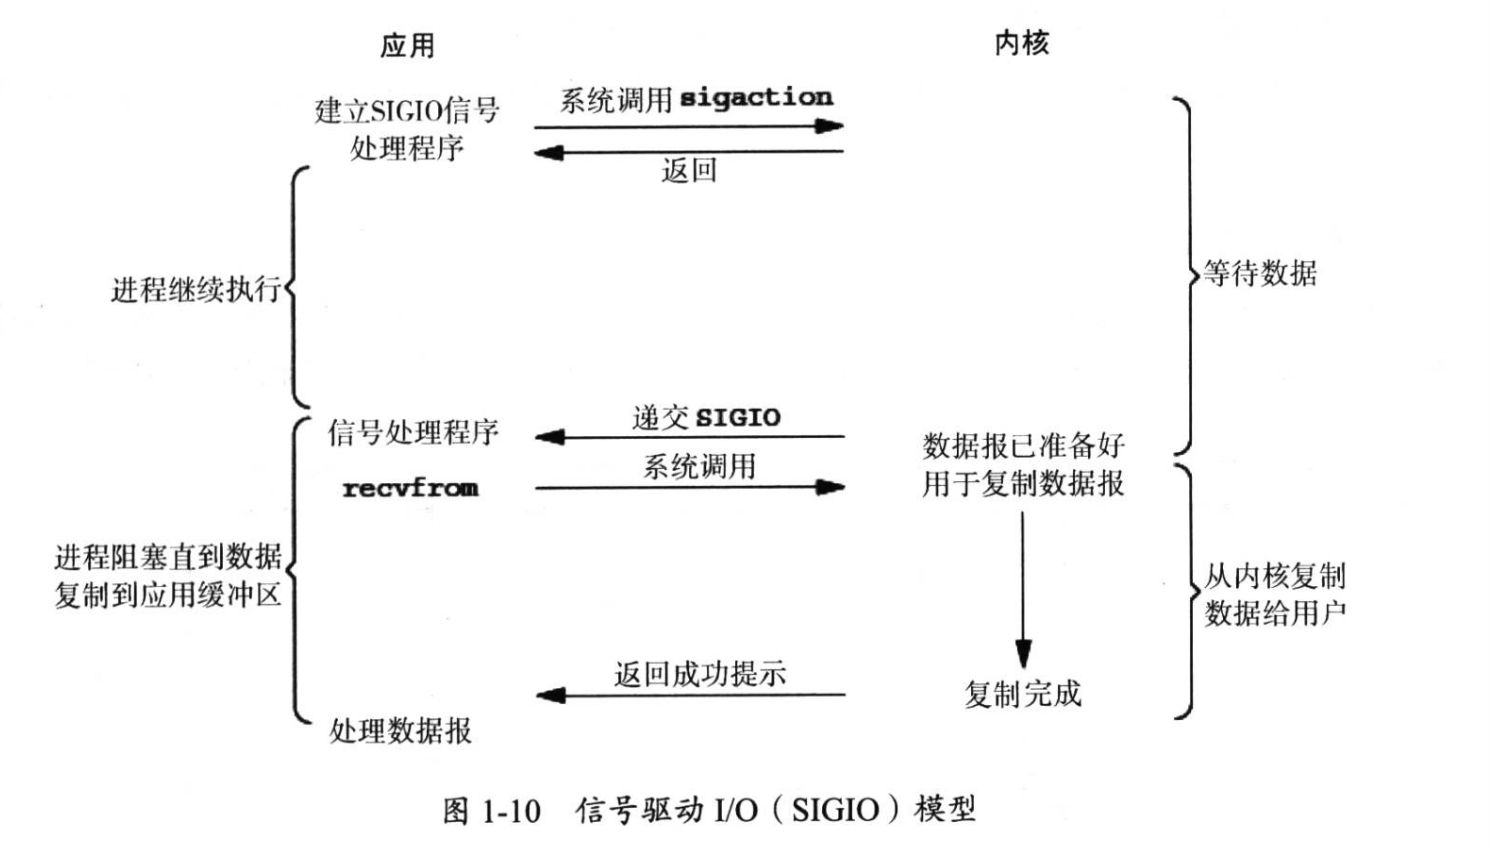 应用
内核
建立SIGIO信号
处理程序
系统调用 sigaction
返回
进程继续执行
等待数据
信号处理程序
递交 SIGIO
数据报已准备好
用于复制数据报
recvfrom
系统调用
进程阻塞直到数据
复制到应用缓冲区
从内核复制
数据给用户
返回成功提示
复制完成
处理数据报
图 1-10 信号驱动 I/O（SIGIO）模型